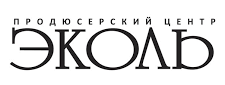 ПРОДЮСЕРСКИЙ ЦЕНТР
ЭКОЛЬ